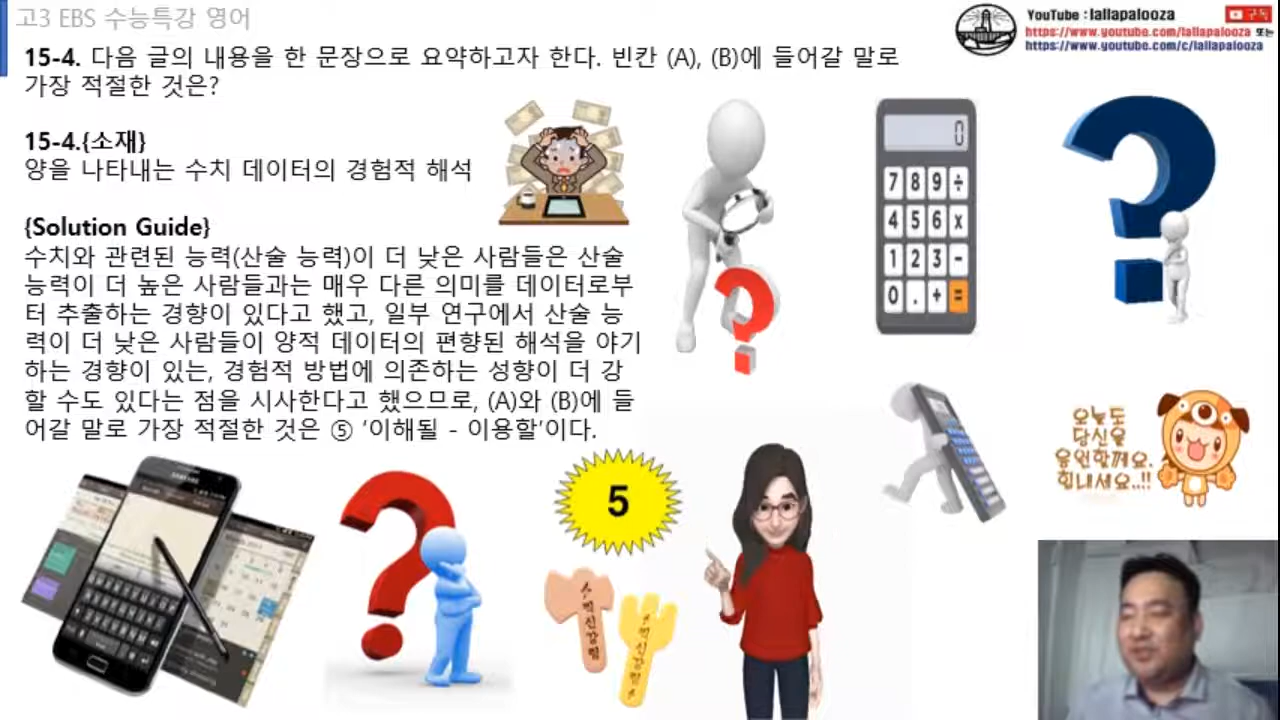 고3 EBS 수능특강 영어
YouTube : lallapalooza
구독
https://www.youtube.com/lallapalooza 또는
https://www.youtube.com/c/lallapalooza
15-4. 다음 글의 내용을 한 문장으로 요약하고자 한다. 빈칸 (A), (B)에 들어갈 말로
가장 적절한 것은?
15-4.{소재}
양을 나타내는 수치 데이터의 경험적 해석
{Solution Guide}
수치와 관련된 능력(산술 능력)이 더 낮은 사람들은 산술
능력이 더 높은 사람들과는 매우 다른 의미를 데이터로부
터 추출하는 경향이 있다고 했고, 일부 연구에서 산술 능
력이 더 낮은 사람들이 양적 데이터의 편향된 해석을 야기
하는 경향이 있는, 경험적 방법에 의존하는 성향이 더 강
할 수도 있다는 점을 시사한다고 했으므로, (A)와 (B)에 들
어갈 말로 가장 적절한 것은 ⑤ ‘이해될 - 이용할’이다.
0
7 8 9 ÷
4 5 6 x
1 2 3 -
0 . + =
오늘도
당신을
응원할께요.
힘내세요..!!
SAMSUNG
5